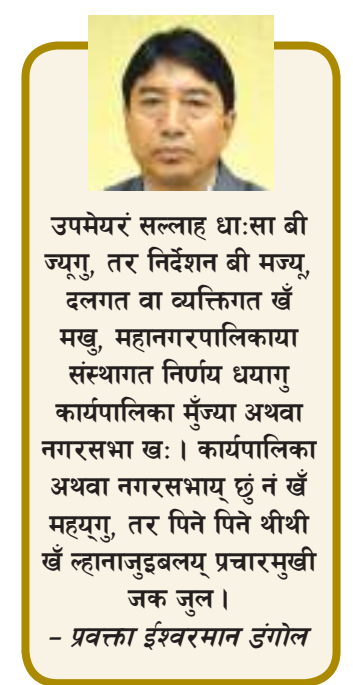 उपमेयरं सल्लाह धाःसा बी
ज्यूगु, तर निर्देशन बी मज्यू,
दलगत वा व्यक्तिगत खँ
मखु, महानगरपालिकाया
संस्थागत निर्णय धयागु
कार्यपालिका मुँज्या अथवा
नगरसभा खः। कार्यपालिका
अथवा नगरसभाय् छुं नं खँ
महय्गु, तर पिने पिने थीथी
खँ ल्हानाजुइबलय् प्रचारमुखी
जक जुल।
– प्रवक्ता ईश्वरमान डंगोल